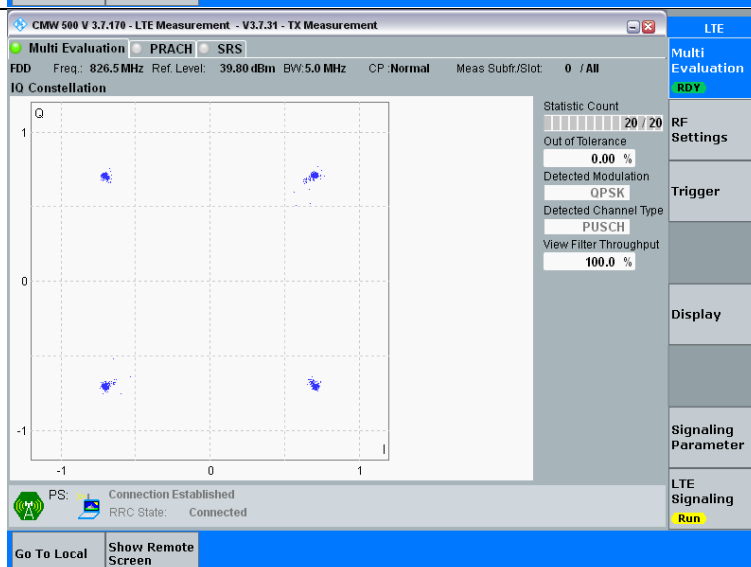 CMW 500 V 3.7.170 - LTE Measurement - V3.7.31 - TX Measurement
LTE
Multi Evaluation PRACH SRS
Multi
Evaluation
RDY
FDD Freq.: 826.5 MHz Ref. Level: 39.80 dBm BW: 5.0 MHz CP : Normal Meas Subfr./Slot: 0 / All
IQ Constellation
Q
1
0
-1
-1 0 1
I
Statistic Count
20 / 20
Out of Tolerance
0.00 %
Detected Modulation
QPSK
Detected Channel Type
PUSCH
View Filter Throughput
100.0 %
RF
Settings
Trigger
Display
Signaling
Parameter
LTE
Signaling
Run
PS: Connection Established
RRC State: Connected
Go To Local
Show Remote
Screen